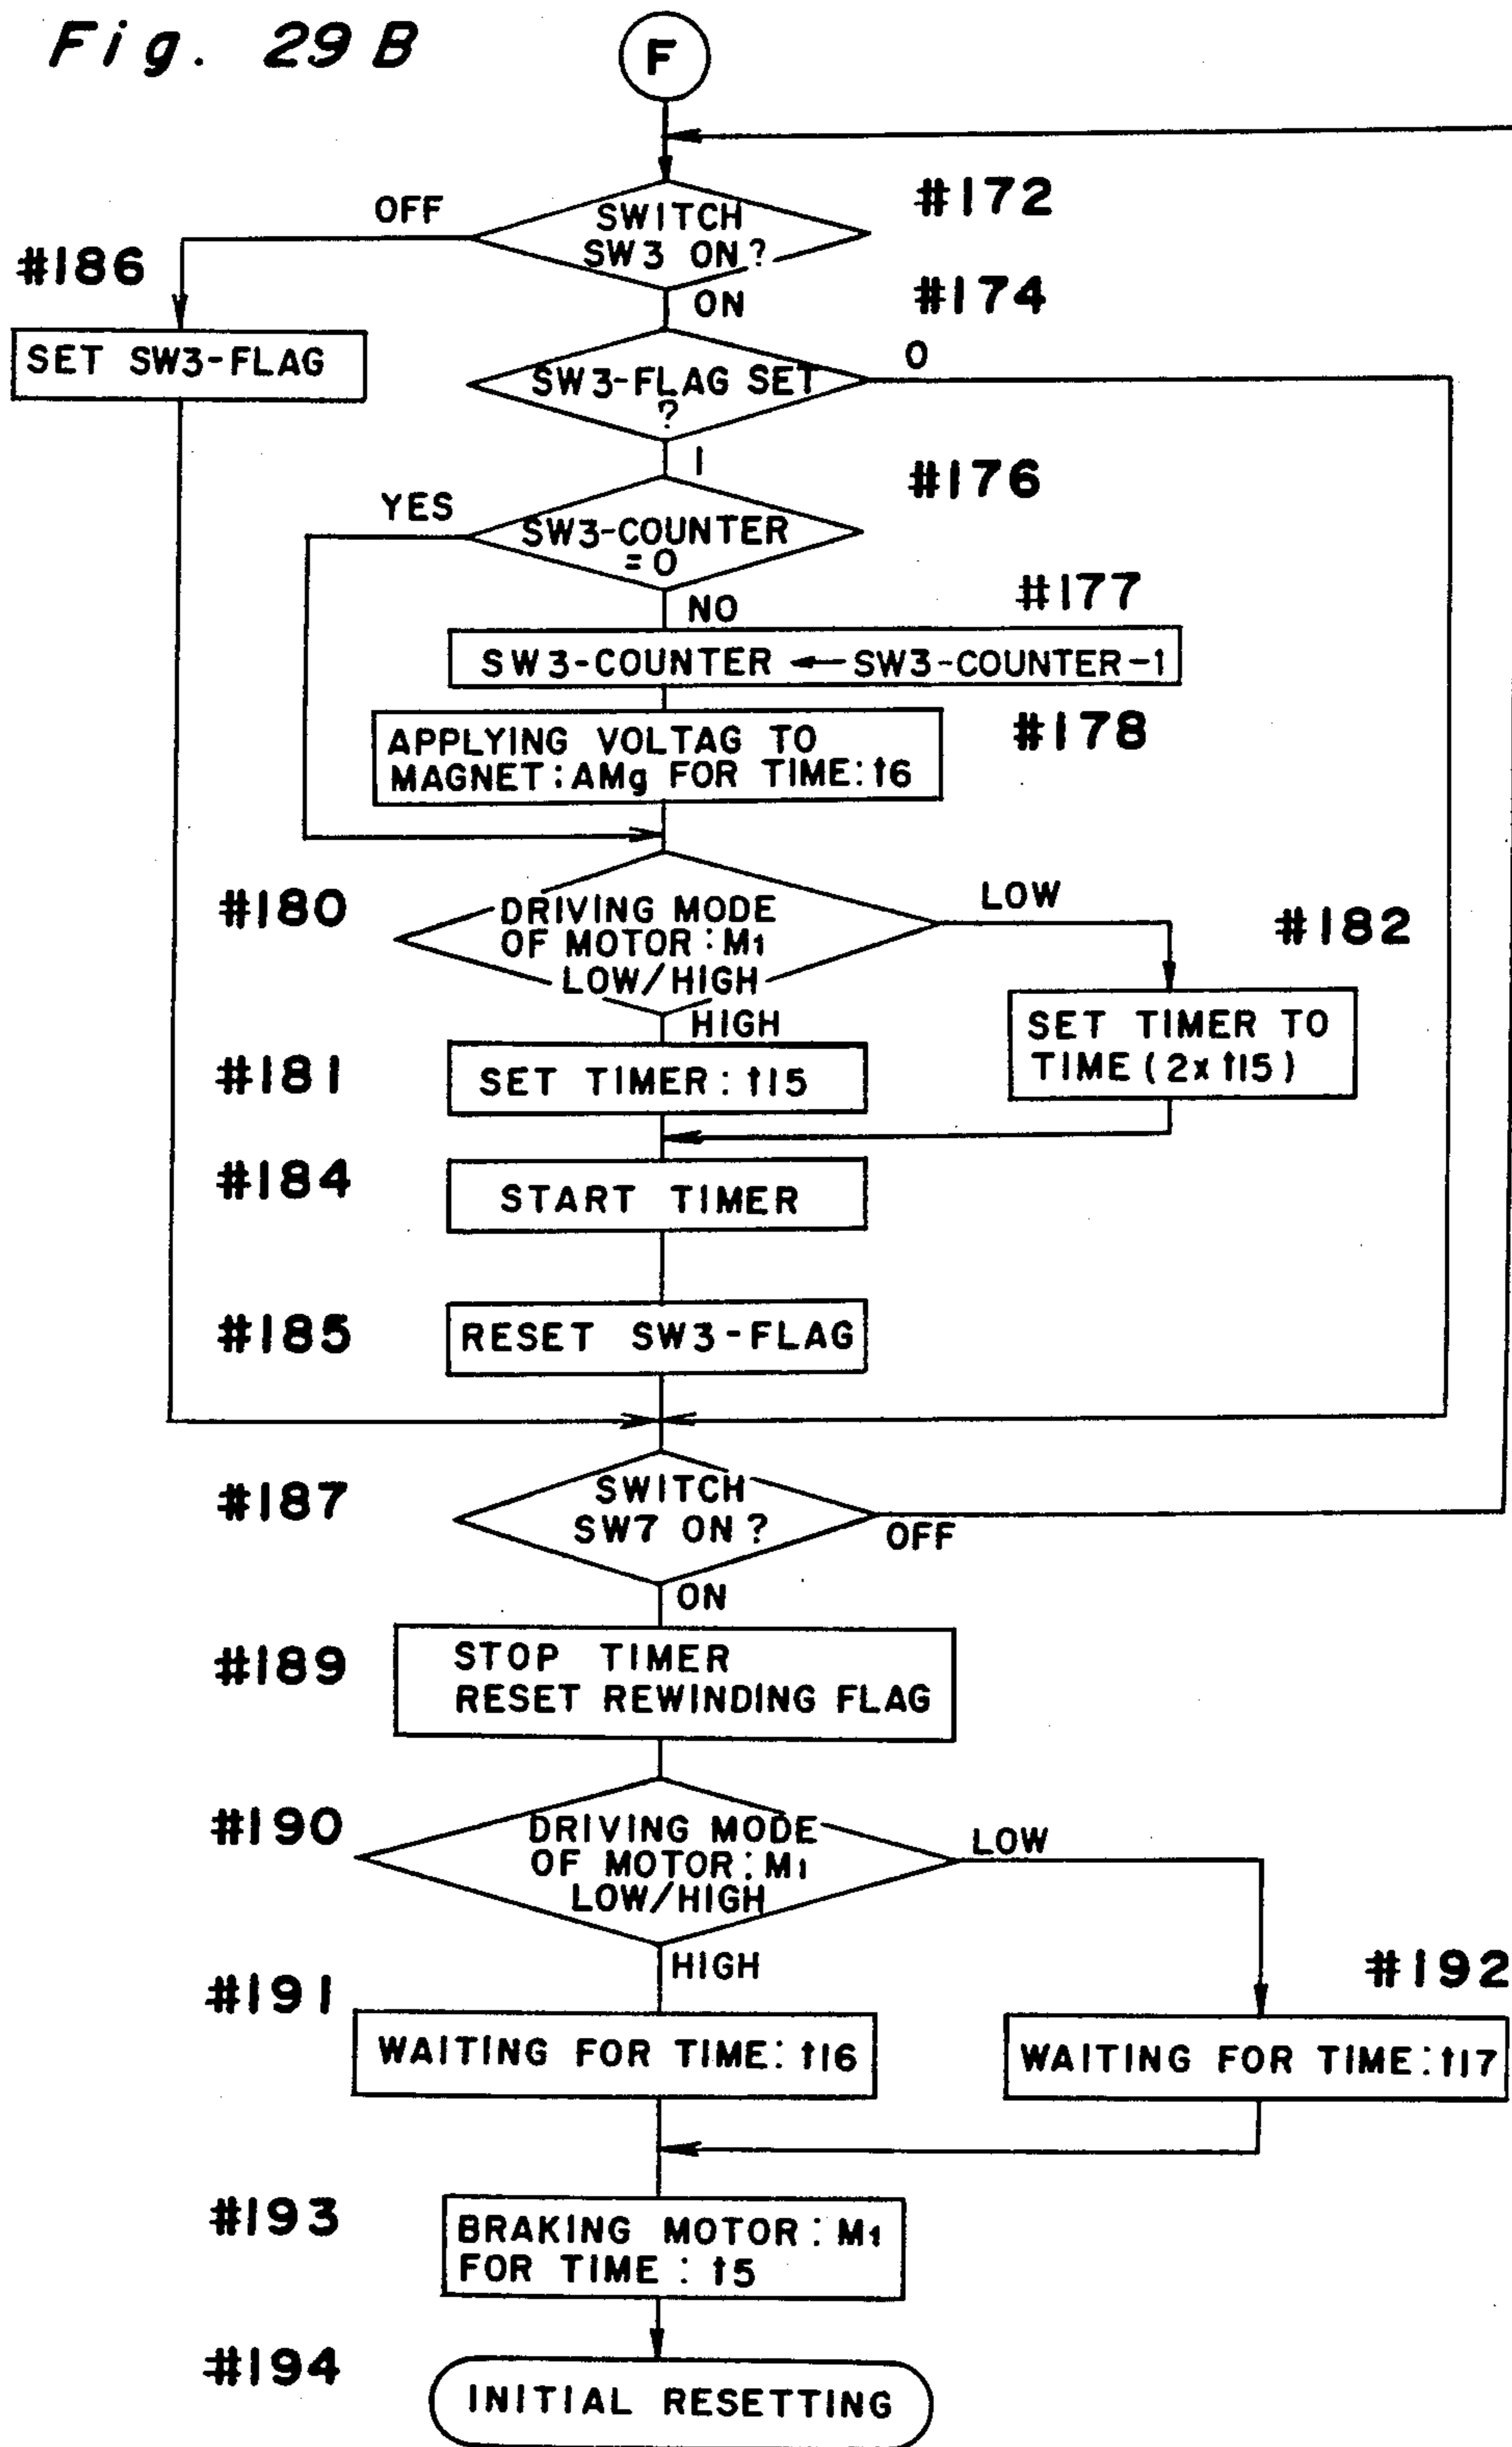 Fig. 29 B
F
#172
OFF
SWITCH
SW3 ON?
#186
#174
ON
SET SW3-FLAG
0
SW3-FLAG SET
?
1
#176
YES
SW3-COUNTER
=0
NO
#177
SW3-COUNTER ← SW3-COUNTER-1
#178
APPLYING VOLTAG TO
MAGNET:AMg FOR TIME:t6
#180
DRIVING MODE
OF MOTOR:M1
LOW/HIGH
LOW
#182
HIGH
SET TIMER TO
TIME(2x t15)
#181
SET TIMER: t15
#184
START TIMER
#185
RESET SW3-FLAG
#187
SWITCH
SW7 ON?
OFF
ON
#189
STOP TIMER
RESET REWINDING FLAG
#190
DRIVING MODE
OF MOTOR:M1
LOW/HIGH
LOW
HIGH
#191
#192
WAITING FOR TIME: t16
WAITING FOR TIME:t17
#193
BRAKING MOTOR:M1
FOR TIME: t5
#194
INITIAL RESETTING